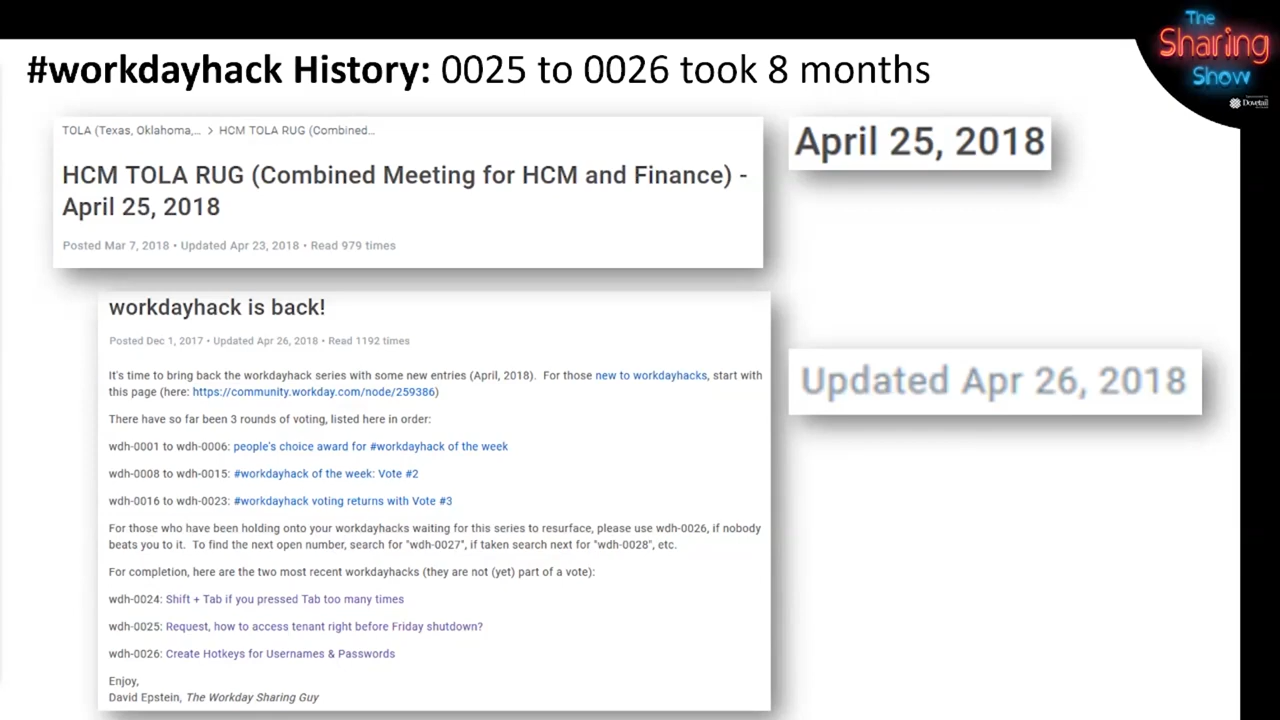 #workdayhack History: 0025 to 0026 took 8 months
The
Sharing
Show
Dovetail
TOLA (Texas, Oklahoma,... > HCM TOLA RUG (Combined...
HCM TOLA RUG (Combined Meeting for HCM and Finance) -
April 25, 2018
Posted Mar 7, 2018 • Updated Apr 23, 2018 • Read 979 times
April 25, 2018
workdayhack is back!
Posted Dec 1, 2017 • Updated Apr 26, 2018 • Read 1192 times
It's time to bring back the workdayhack series with some new entries (April, 2018). For those new to workdayhacks, start with
this page (here: https://community.workday.com/node/259386)
There have so far been 3 rounds of voting, listed here in order:
wdh-0001 to wdh-0006: people's choice award for #workdayhack of the week
wdh-0008 to wdh-0015: #workdayhack of the week: Vote #2
wdh-0016 to wdh-0023: #workdayhack voting returns with Vote #3
For those who have been holding onto your workdayhacks waiting for this series to resurface, please use wdh-0026, if nobody
beats you to it. To find the next open number, search for "wdh-0027", if taken search next for "wdh-0028", etc.
For completion, here are the two most recent workdayhacks (they are not (yet) part of a vote):
wdh-0024: Shift + Tab if you pressed Tab too many times
wdh-0025: Request, how to access tenant right before Friday shutdown?
wdh-0026: Create Hotkeys for Usernames & Passwords
Enjoy,
David Epstein, The Workday Sharing Guy
Updated Apr 26, 2018